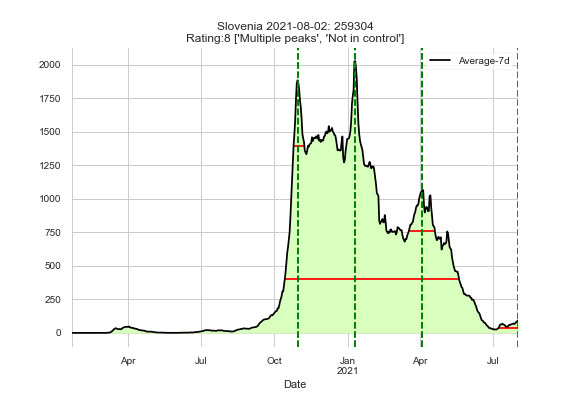 Slovenia 2021-08-02: 259304
Rating:8 ['Multiple peaks', 'Not in control']
Average-7d
2000
1750
1500
1250
1000
750
500
250
0
Apr
Jul
Oct
Jan
2021
Apr
Jul
Date